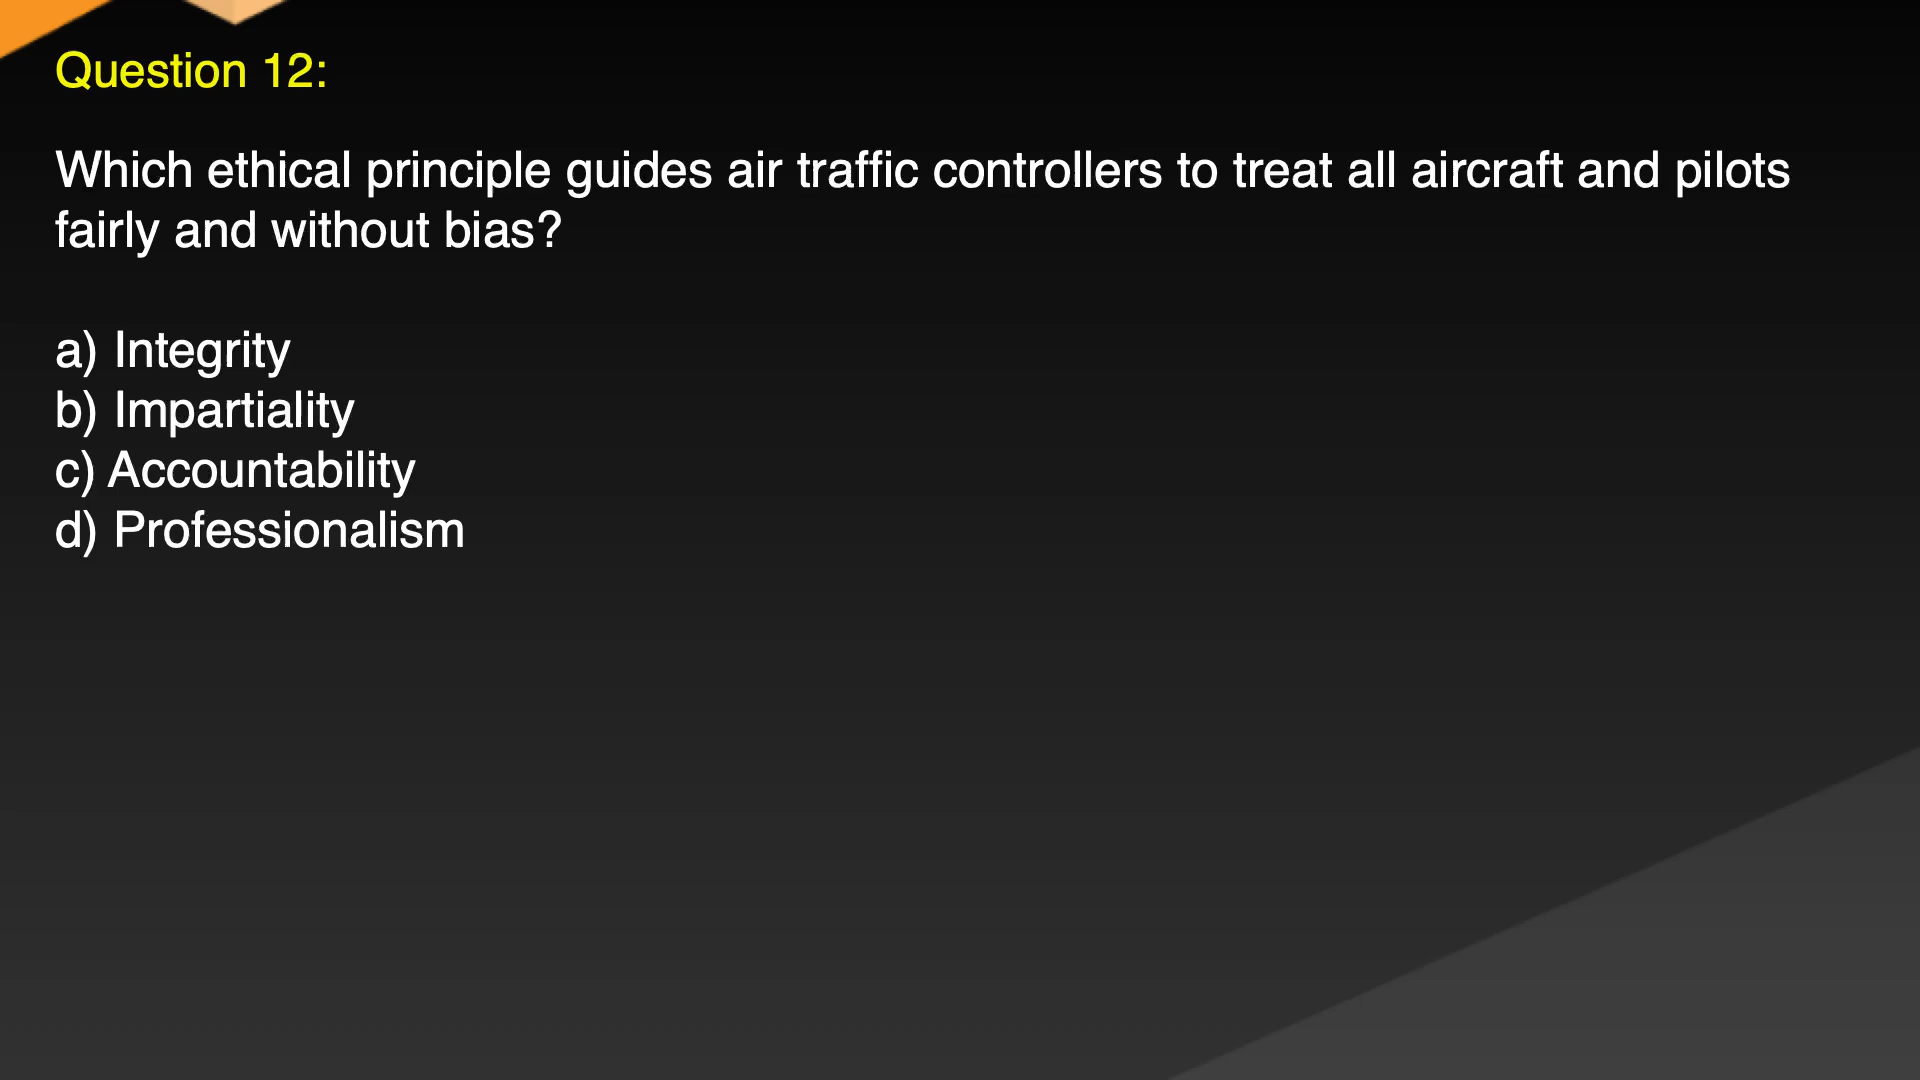 Question 12:
Which ethical principle guides air traffic controllers to treat all aircraft and pilots
fairly and without bias?
a) Integrity
b) Impartiality
c) Accountability
d) Professionalism